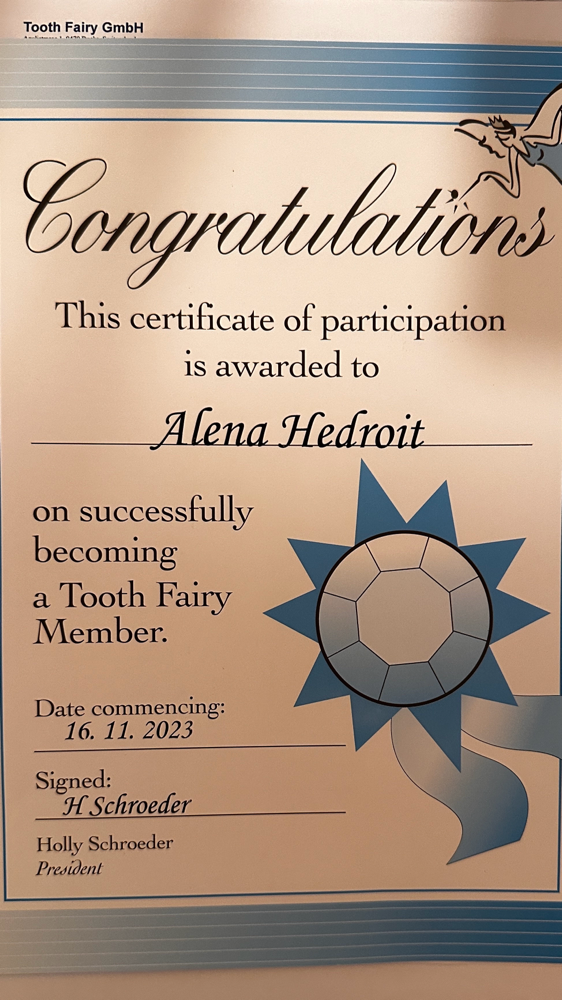 Tooth Fairy GmbH
Congratulations
This certificate of participation
is awarded to
Alena Hedroit
on successfully
becoming
a Tooth Fairy
Member.
Date commencing:
16. 11. 2023
Signed:
H Schroeder
Holly Schroeder
President